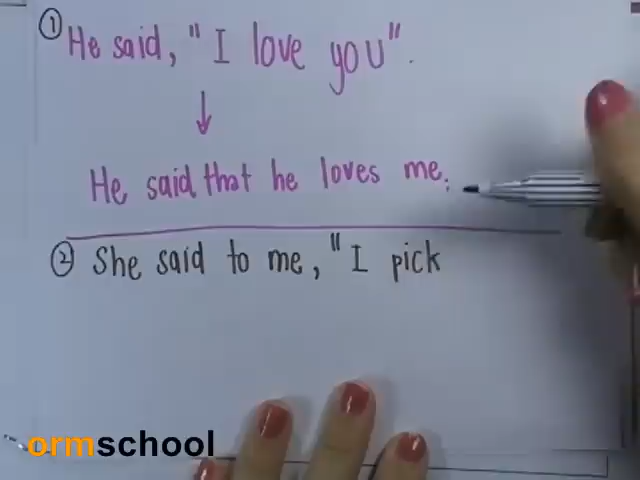 ① He said, "I love you".
↓
He said that he loves me.
② She said to me, "I pick
ormschool